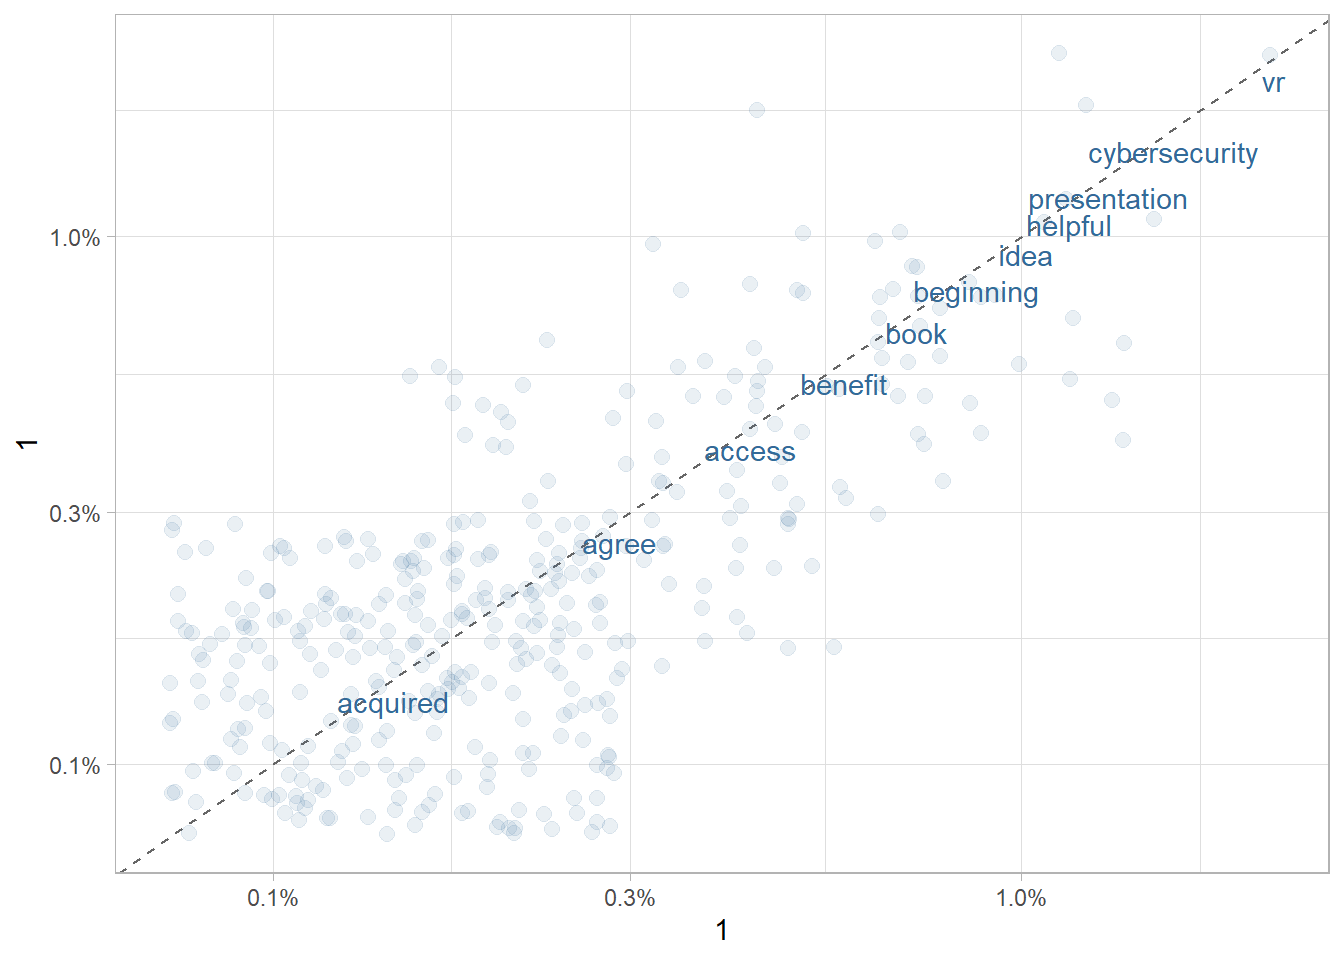 vr
cybersecurity
presentation
helpful
1.0%
idea
beginning
book
benefit
1
access
0.3%
agree
acquired
0.1%
0.1% 0.3% 1.0%
1